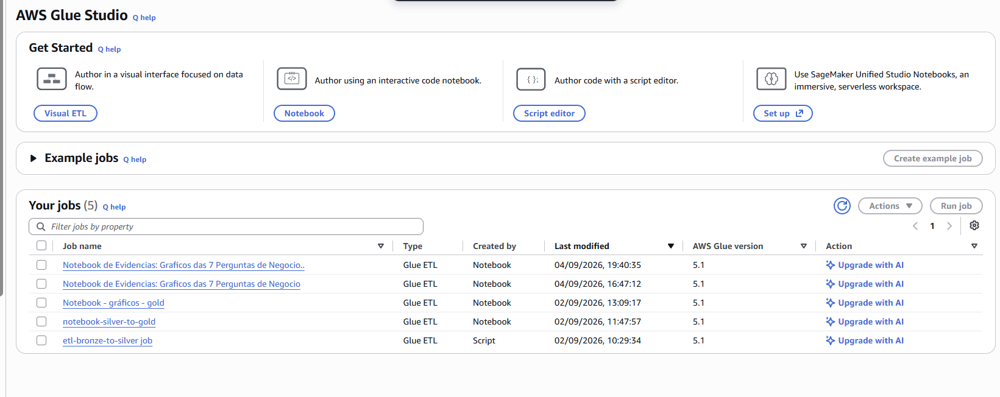 AWS Glue Studio Q help
Get Started Q help
Author in a visual interface focused on data
flow.
Visual ETL
</> Author using an interactive code notebook.
Notebook
{ }; Author code with a script editor.
Script editor
Use SageMaker Unified Studio Notebooks, an
immersive, serverless workspace.
Set up
Example jobs Q help
Create example job
Your jobs (5) Q help
Actions
Run job
Filter jobs by property
1
Job name Type Created by Last modified AWS Glue version Action
Notebook de Evidencias: Graficos das 7 Perguntas de Negocio.. Glue ETL Notebook 04/09/2026, 19:40:35 5.1 Upgrade with AI
Notebook de Evidencias: Graficos das 7 Perguntas de Negocio Glue ETL Notebook 04/09/2026, 16:47:12 5.1 Upgrade with AI
Notebook - gráficos - gold Glue ETL Notebook 02/09/2026, 13:09:17 5.1 Upgrade with AI
notebook-silver-to-gold Glue ETL Notebook 02/09/2026, 11:47:57 5.1 Upgrade with AI
etl-bronze-to-silver job Glue ETL Script 02/09/2026, 10:29:34 5.1 Upgrade with AI